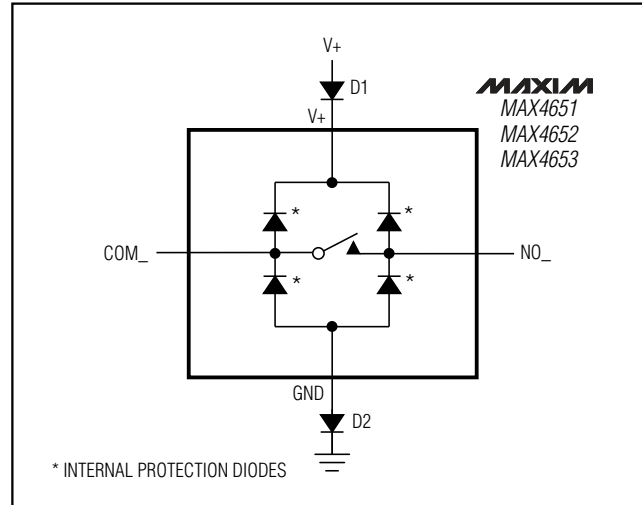 V+
D1
MAXIM
V+
MAX4651
MAX4652
MAX4653
*
*
COM_
NO_
*
*
GND
D2
* INTERNAL PROTECTION DIODES